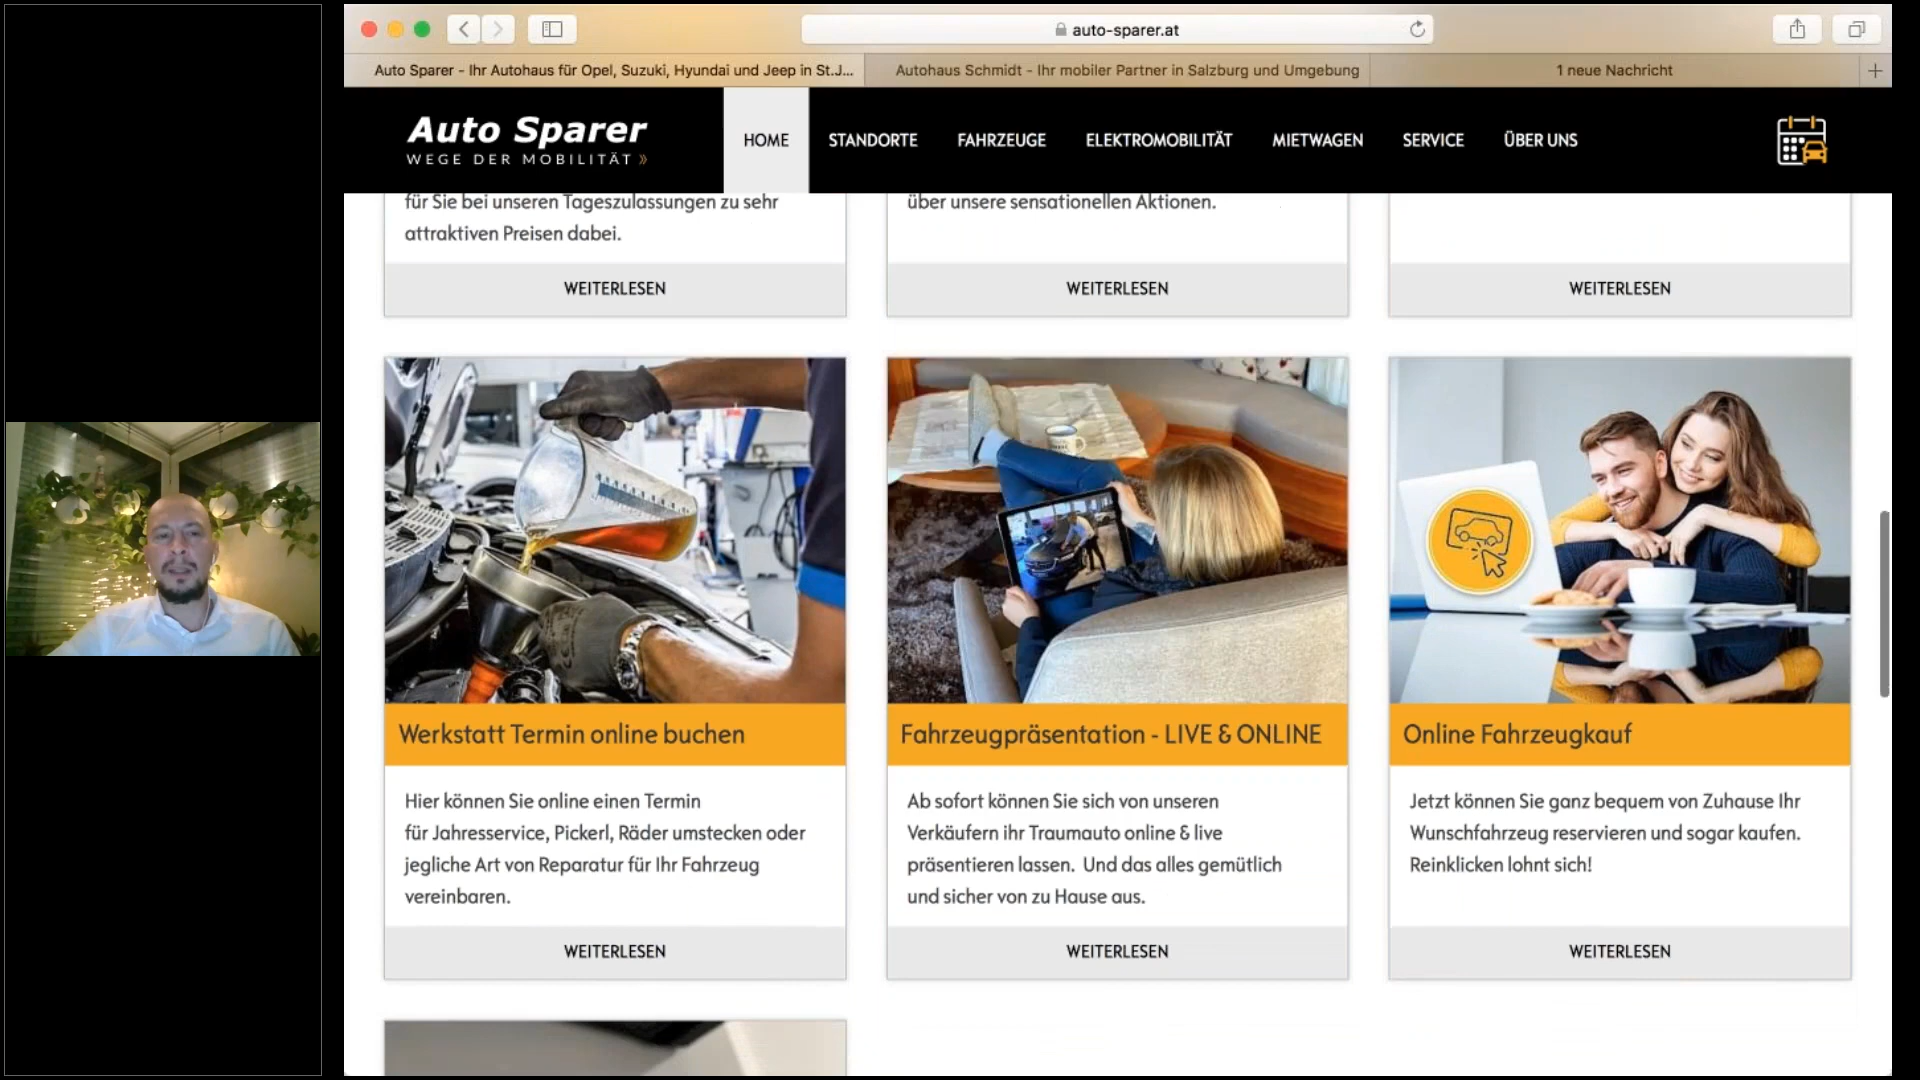 auto-sparer.at
Auto Sparer - Ihr Autohaus für Opel, Suzuki, Hyundai und Jeep in St.J...
Autohaus Schmidt - Ihr mobiler Partner in Salzburg und Umgebung
1 neue Nachricht
Auto Sparer
WEGE DER MOBILITÄT »
HOME
STANDORTE
FAHRZEUGE
ELEKTROMOBILITÄT
MIETWAGEN
SERVICE
ÜBER UNS
für Sie bei unseren Tageszulassungen zu sehr
attraktiven Preisen dabei.
WEITERLESEN
über unsere sensationellen Aktionen.
WEITERLESEN
WEITERLESEN
Werkstatt Termin online buchen
Hier können Sie online einen Termin
für Jahresservice, Pickerl, Räder umstecken oder
jegliche Art von Reparatur für Ihr Fahrzeug
vereinbaren.
WEITERLESEN
Fahrzeugpräsentation - LIVE & ONLINE
Ab sofort können Sie sich von unseren
Verkäufern ihr Traumauto online & live
präsentieren lassen. Und das alles gemütlich
und sicher von zu Hause aus.
WEITERLESEN
Online Fahrzeugkauf
Jetzt können Sie ganz bequem von Zuhause Ihr
Wunschfahrzeug reservieren und sogar kaufen.
Reinklicken lohnt sich!
WEITERLESEN